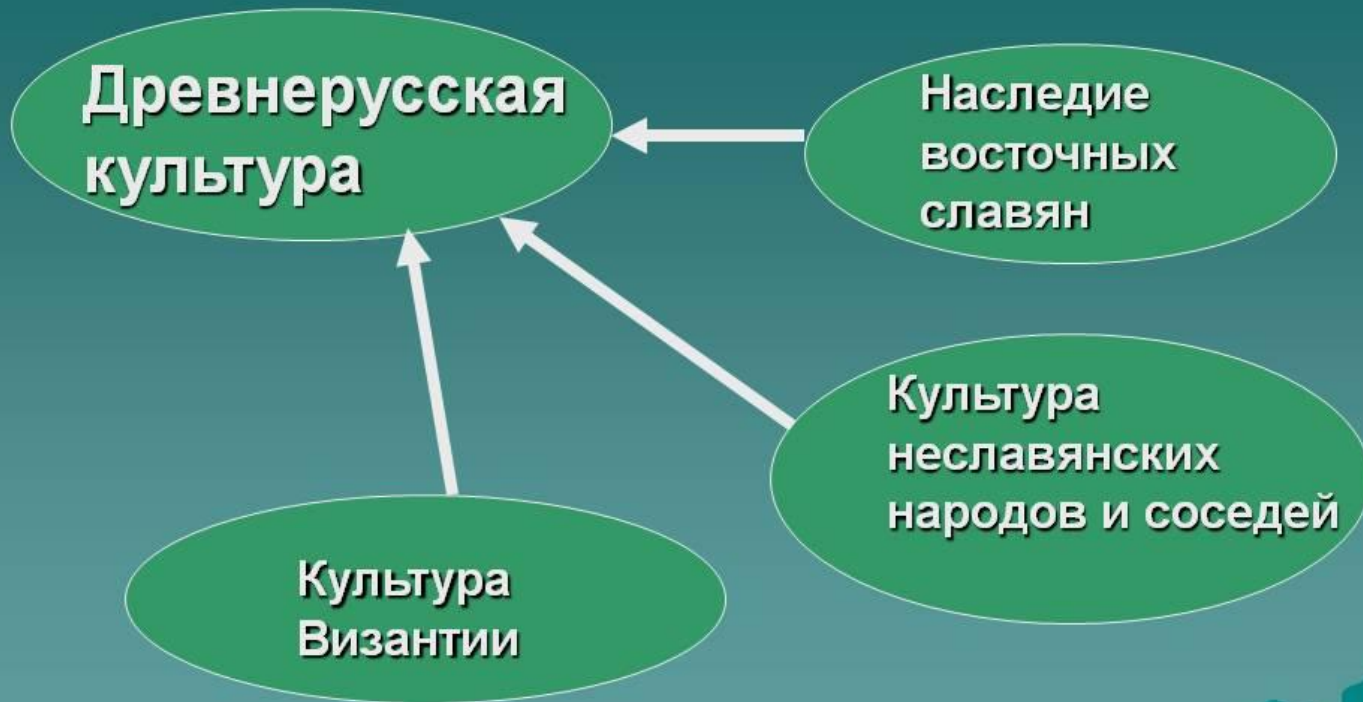 Древнерусская
культура
Наследие
восточных
славян
Культура
неславянских
народов и соседей
Культура
Византии